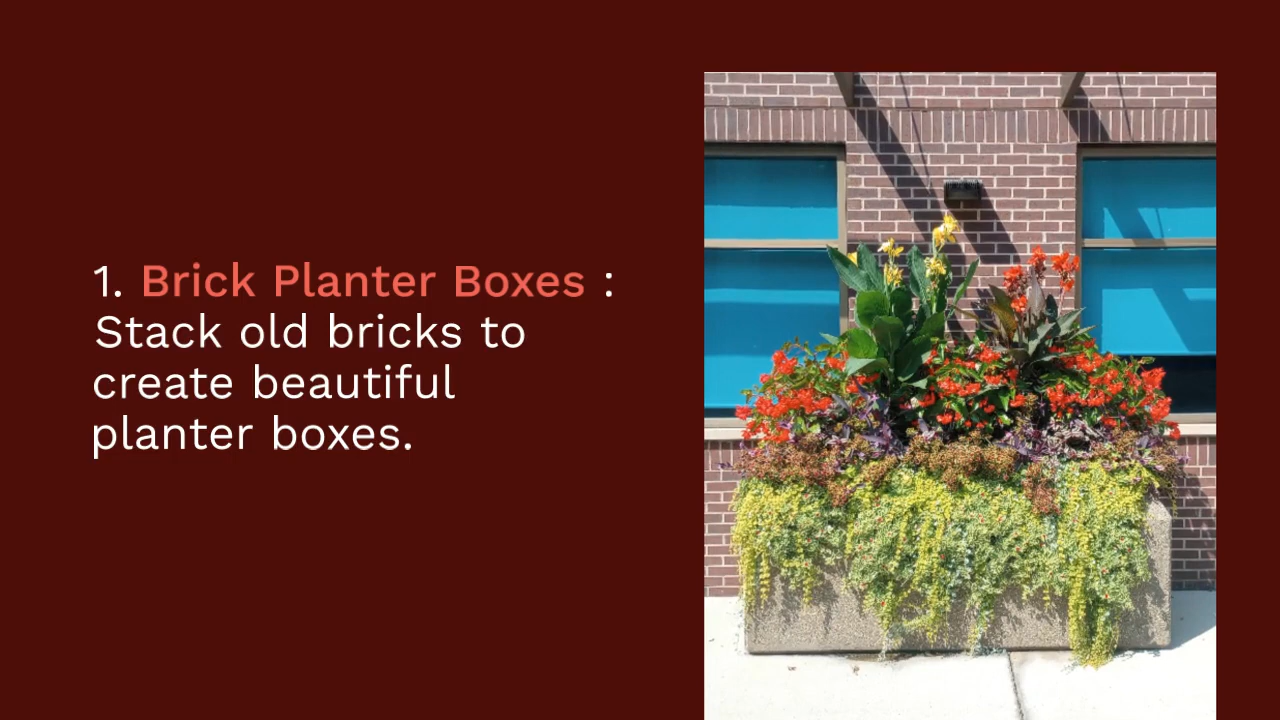 1. Brick Planter Boxes :
Stack old bricks to
create beautiful
planter boxes.